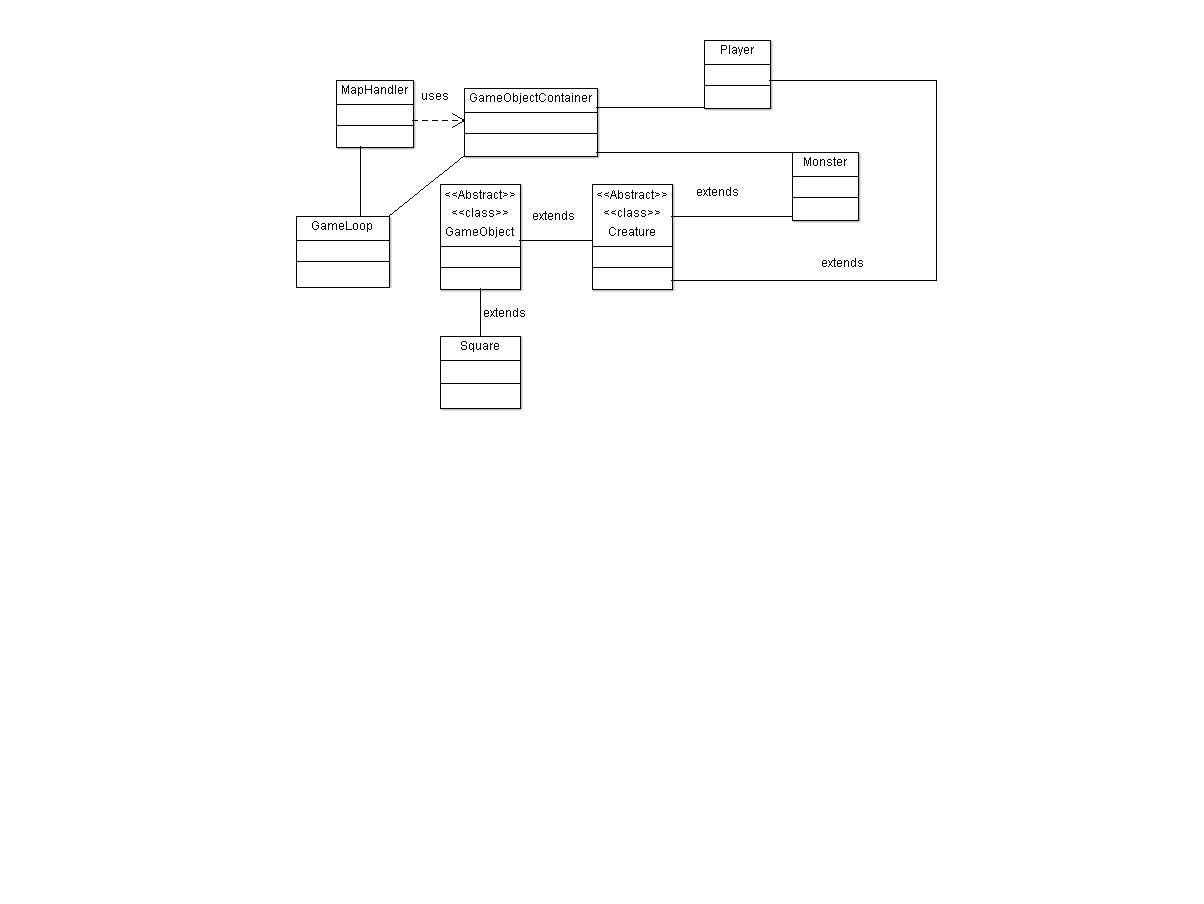 Player
MapHandler
uses
GameObjectContainer
Monster
<<Abstract>>
<<class>>
GameObject
extends
<<Abstract>>
<<class>>
Creature
extends
GameLoop
extends
extends
Square